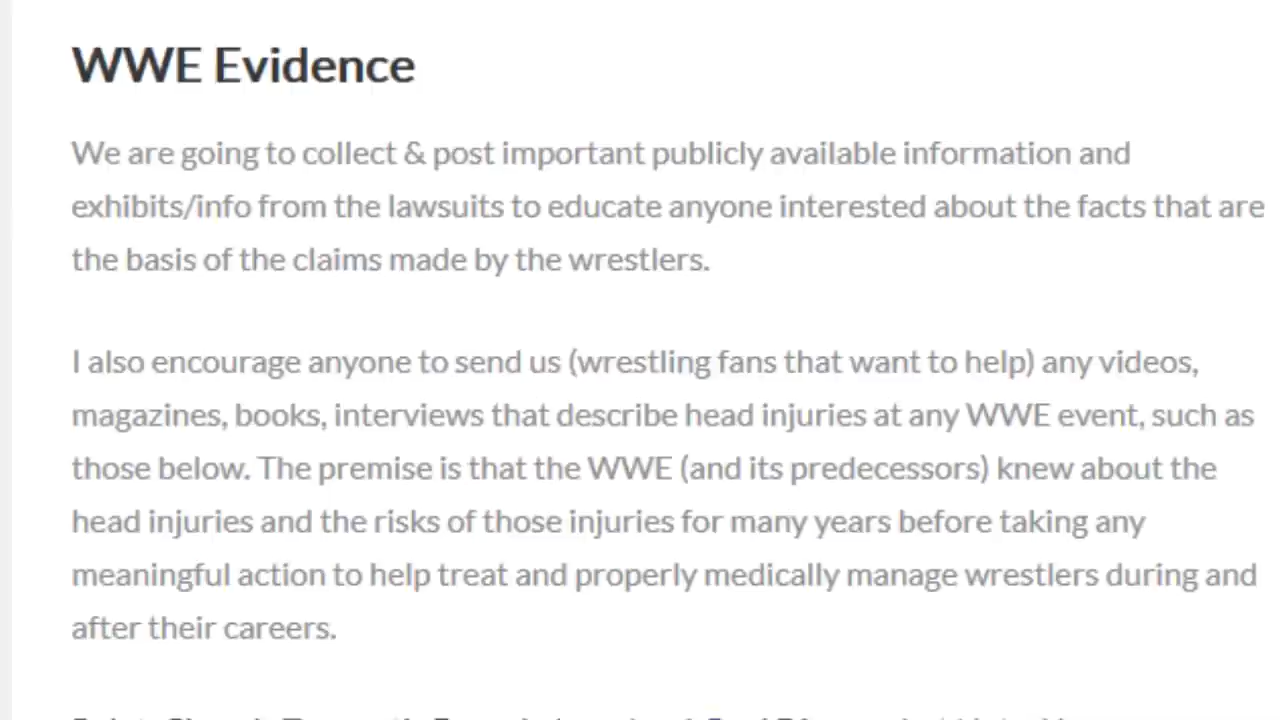 WWE Evidence
We are going to collect & post important publicly available information and
exhibits/info from the lawsuits to educate anyone interested about the facts that are
the basis of the claims made by the wrestlers.
I also encourage anyone to send us (wrestling fans that want to help) any videos,
magazines, books, interviews that describe head injuries at any WWE event, such as
those below. The premise is that the WWE (and its predecessors) knew about the
head injuries and the risks of those injuries for many years before taking any
meaningful action to help treat and properly medically manage wrestlers during and
after their careers.